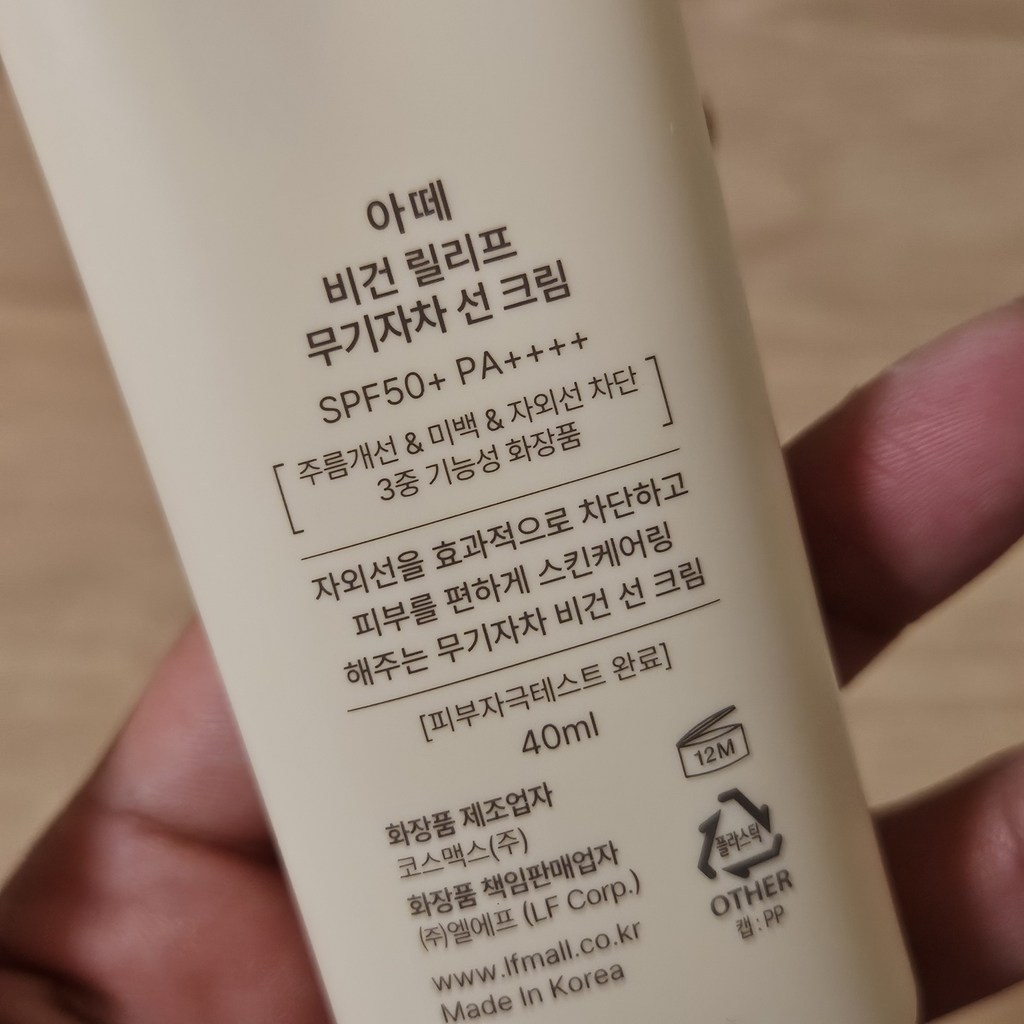 아떼
비건 릴리프
무기자차 선 크림
SPF50+ PA++++
주름개선 & 미백 & 자외선 차단
3중 기능성 화장품
자외선을 효과적으로 차단하고
피부를 편하게 스킨케어링
해주는 무기자차 비건 선 크림
[피부자극테스트 완료]
40ml
12M
화장품 제조업자
코스맥스(주)
화장품 책임판매업자
(주)엘에프 (LF Corp.)
www.lfmall.co.kr
Made In Korea
플라스틱
OTHER
캡 : PP